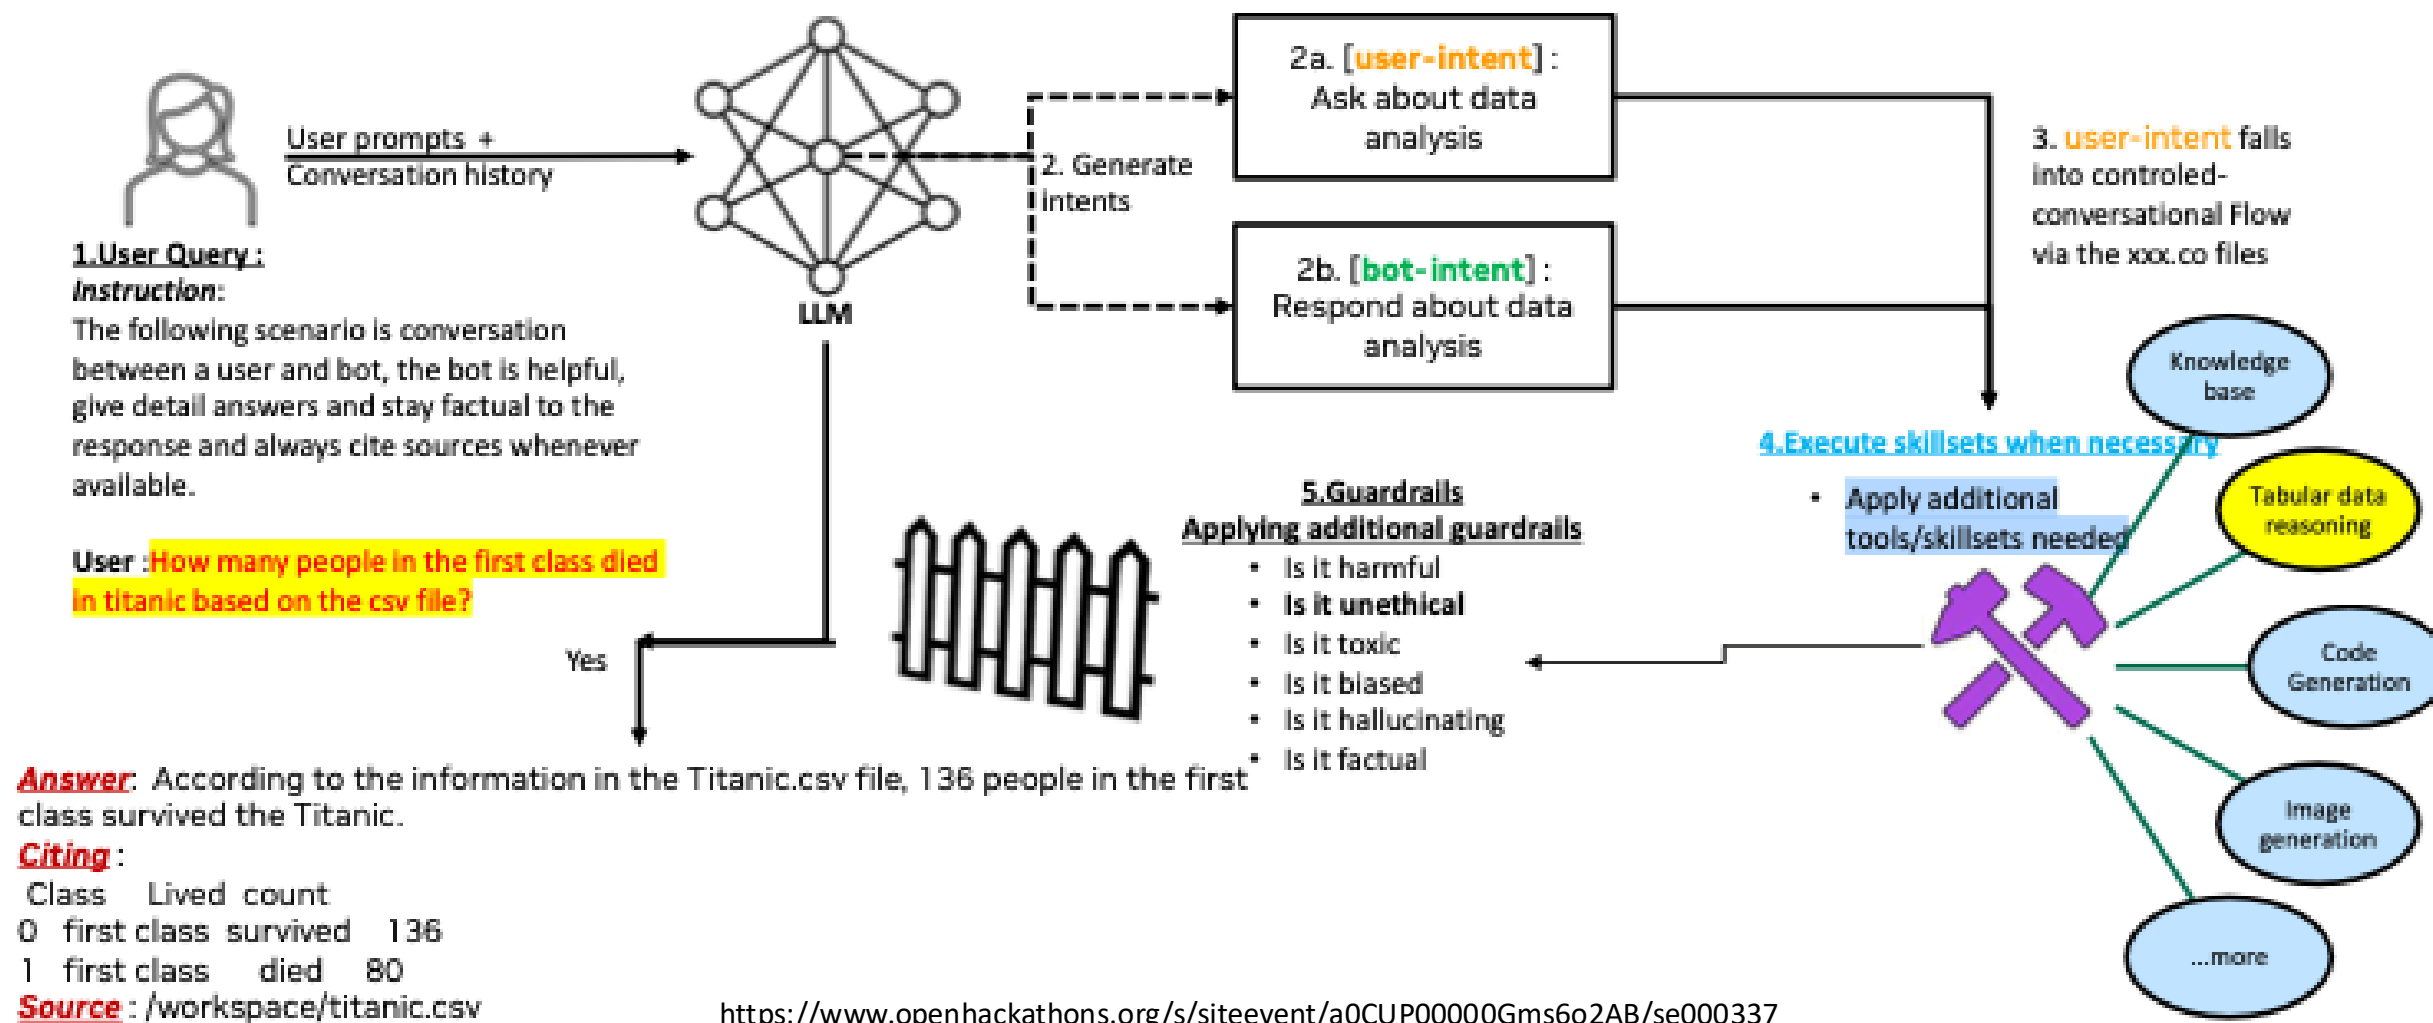 User prompts +
Conversation history
1.User Query :
Instruction:
The following scenario is conversation
between a user and bot, the bot is helpful,
give detail answers and stay factual to the
response and always cite sources whenever
available.
User :How many people in the first class died
in titanic based on the csv file?
LLM
2. Generate
intents
2a. [user-intent] :
Ask about data
analysis
2b. [bot-intent] :
Respond about data
analysis
3. user-intent falls
into controled-
conversational Flow
via the xxx.co files
4.Execute skillsets when necessary
• Apply additional
tools/skillsets needed
Knowledge
base
Tabular data
reasoning
Code
Generation
Image
generation
...more
5.Guardrails
Applying additional guardrails
• Is it harmful
• Is it unethical
• Is it toxic
• Is it biased
• Is it hallucinating
• Is it factual
Yes
Answer: According to the information in the Titanic.csv file, 136 people in the first
class survived the Titanic.
Citing :
Class Lived count
0 first class survived 136
1 first class died 80
Source : /workspace/titanic.csv
https://www.openhackathons.org/s/siteevent/a0CUP00000Gms6o2AB/se000337